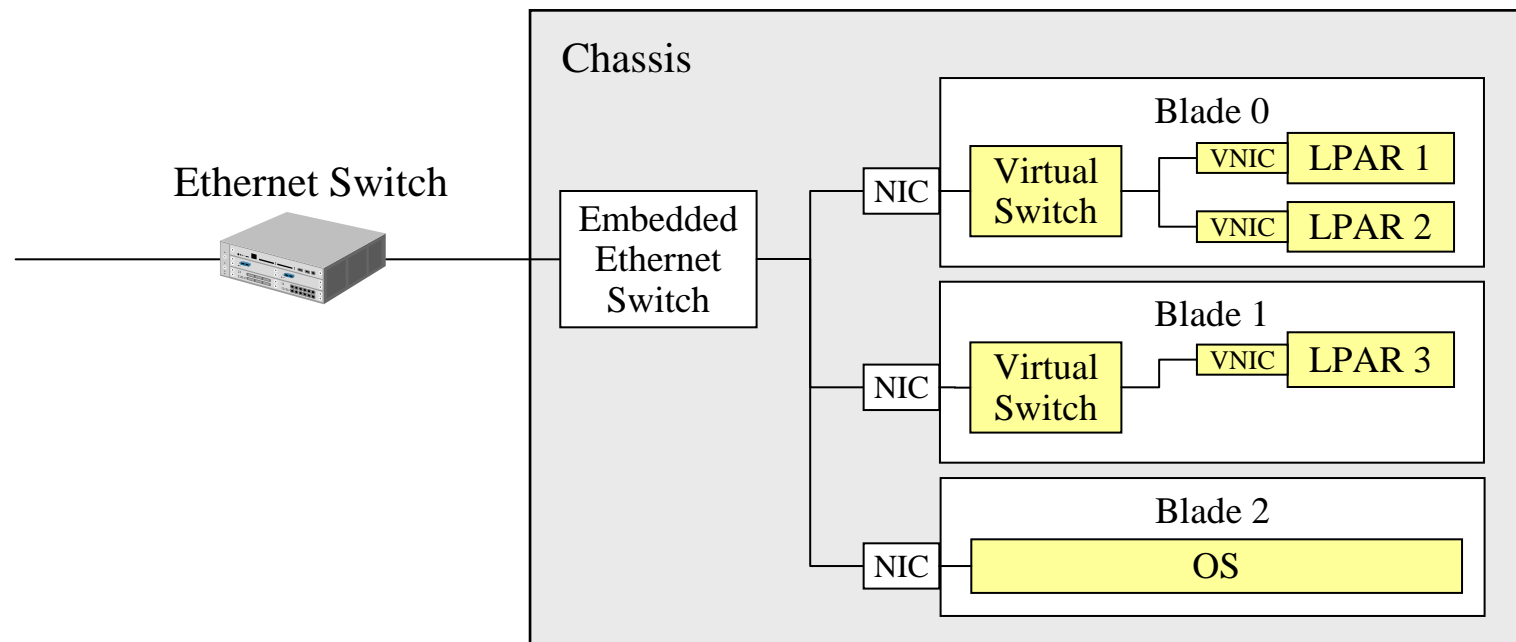 Chassis
Ethernet Switch
Embedded
Ethernet
Switch
Blade 0
NIC
Virtual
Switch
VNIC
LPAR 1
VNIC
LPAR 2
Blade 1
NIC
Virtual
Switch
VNIC
LPAR 3
Blade 2
NIC
OS